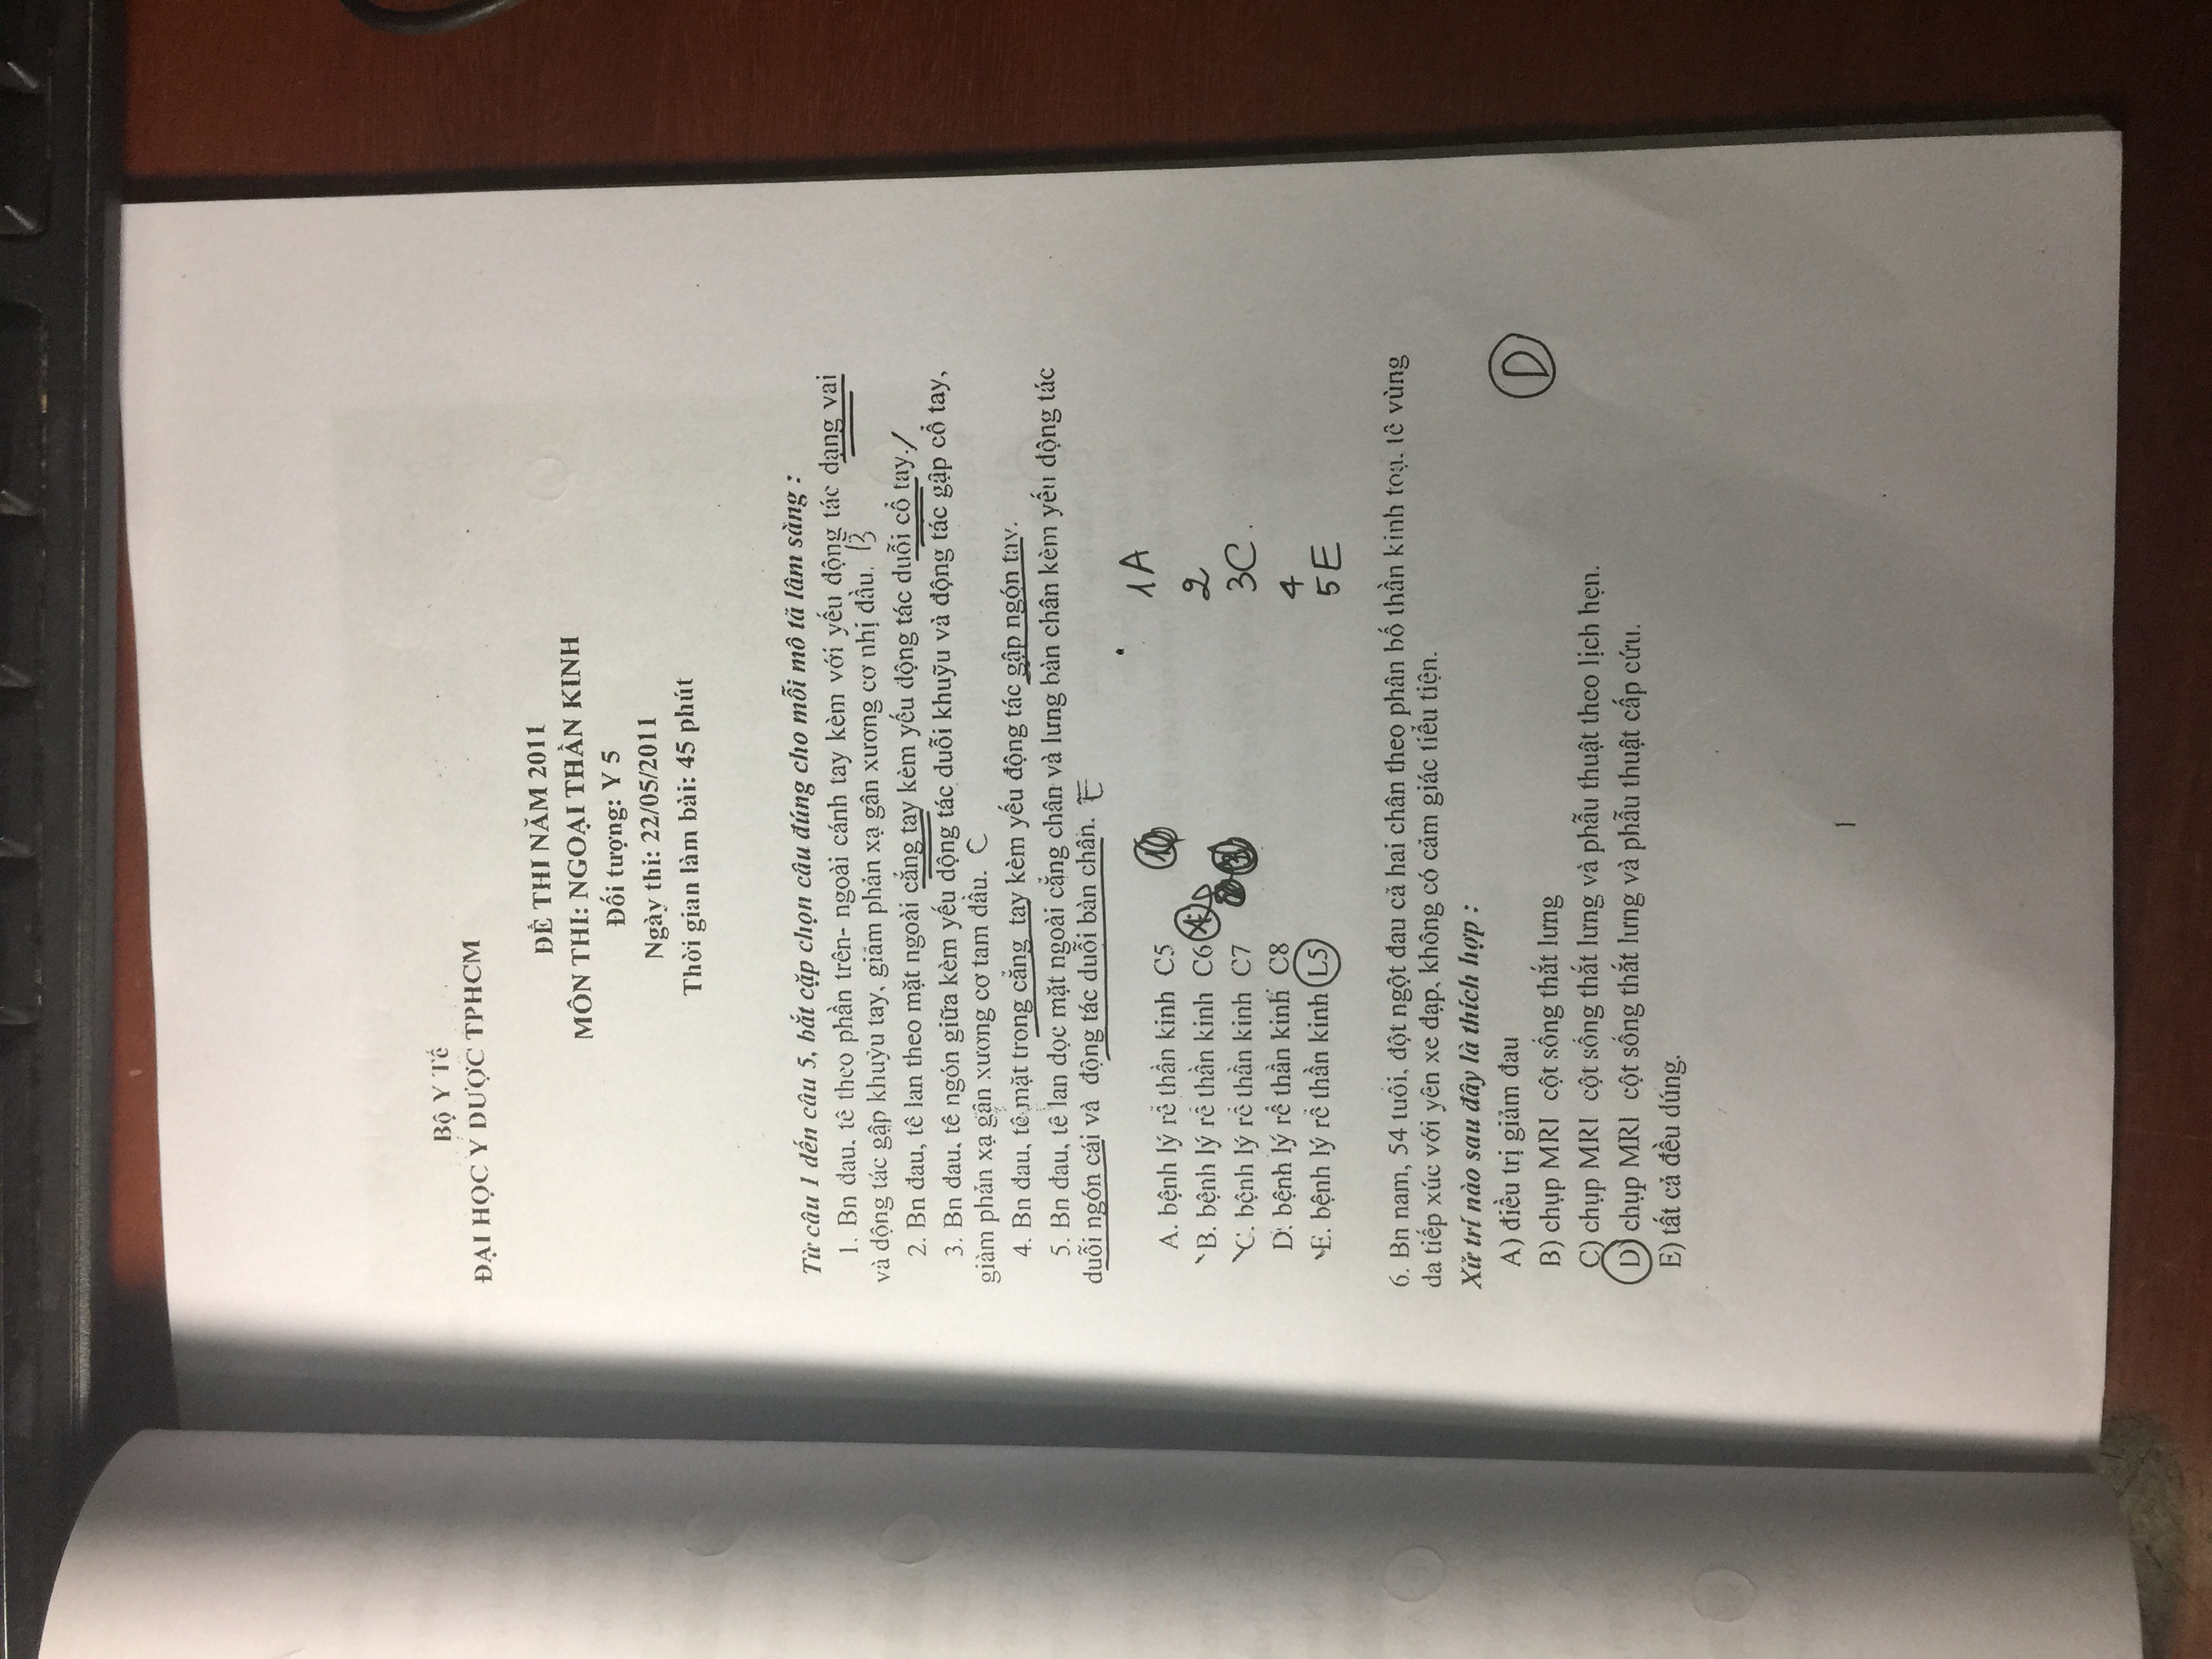 Bộ Y Tế
ĐẠI HỌC Y DƯỢC TPHCM
ĐỀ THI NĂM 2011
MÔN THI: NGOẠI THẦN KINH
Đối tượng: Y 5
Ngày thi: 22/05/2011
Thời gian làm bài: 45 phút
Từ câu 1 đến câu 5, bắt cặp chọn câu đúng cho mỗi mô tả lâm sàng :
1. Bn đau, tê theo phần trên- ngoài cánh tay kèm với yếu động tác dạng vai
và động tác gập khuỷu tay, giảm phản xạ gân xương cơ nhị đầu. B
2. Bn đau, tê lan theo mặt ngoài cẳng tay kèm yếu động tác duỗi cổ tay./
3. Bn đau, tê ngón giữa kèm yếu động tác duỗi khuỷu và động tác gập cổ tay,
giảm phản xạ gân xương cơ tam đầu. C
4. Bn đau, tê mặt trong cẳng tay kèm yếu động tác gập ngón tay.
5. Bn đau, tê lan dọc mặt ngoài cẳng chân và lưng bàn chân kèm yếu động tác
duỗi ngón cái và động tác duỗi bàn chân. E
1A
A. bệnh lý rễ thần kinh C5
B. bệnh lý rễ thần kinh C6 2
C. bệnh lý rễ thần kinh C7 3C.
D. bệnh lý rễ thần kinh C8 4
E. bệnh lý rễ thần kinh L5 5E
6. Bn nam, 54 tuổi, đột ngột đau cả hai chân theo phân bố thần kinh toạ, tê vùng
da tiếp xúc với yên xe đạp, không có cảm giác tiểu tiện.
Xử trí nào sau đây là thích hợp :
A) điều trị giảm đau
D
B) chụp MRI cột sống thắt lưng
C) chụp MRI cột sống thắt lưng và phẫu thuật theo lịch hẹn.
D) chụp MRI cột sống thắt lưng và phẫu thuật cấp cứu.
E) tất cả đều đúng.
1